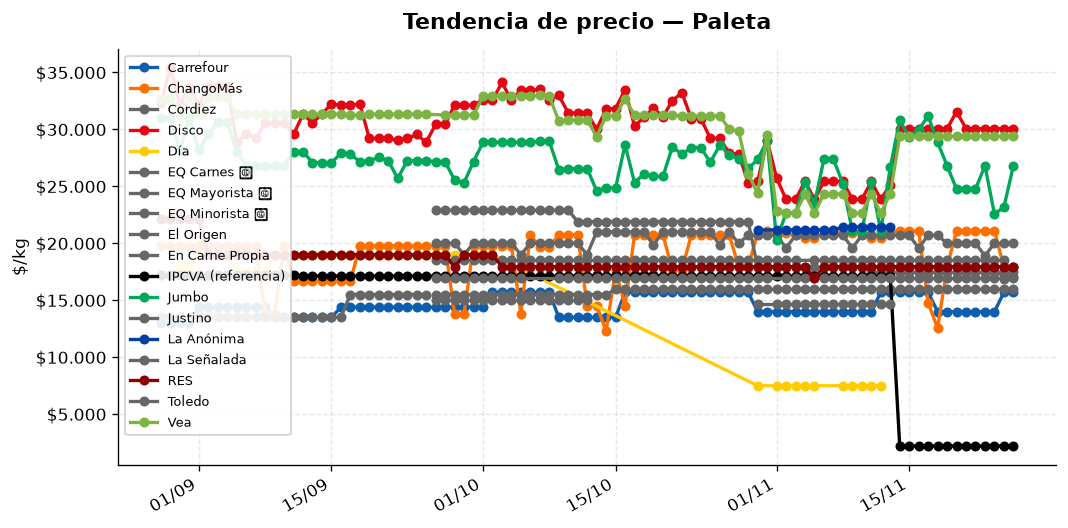 Tendencia de precio — Paleta
$/kg
$35.000
$30.000
$25.000
$20.000
$15.000
$10.000
$5.000
Carrefour
ChangoMás
Cordiez
Disco
Día
EQ Carnes
EQ Mayorista
EQ Minorista
El Origen
En Carne Propia
IPCVA (referencia)
Jumbo
Justino
La Anónima
La Señalada
RES
Toledo
Vea
01/09
15/09
01/10
15/10
01/11
15/11